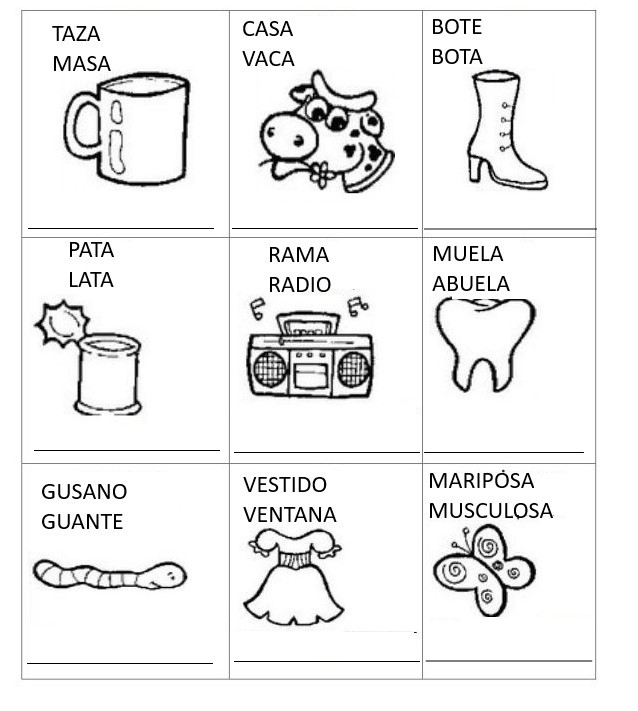 TAZA
MASA
CASA
VACA
BOTE
BOTA
PATA
LATA
RAMA
RADIO
MUELA
ABUELA
GUSANO
GUANTE
VESTIDO
VENTANA
MARIPOSA
MUSCULOSA